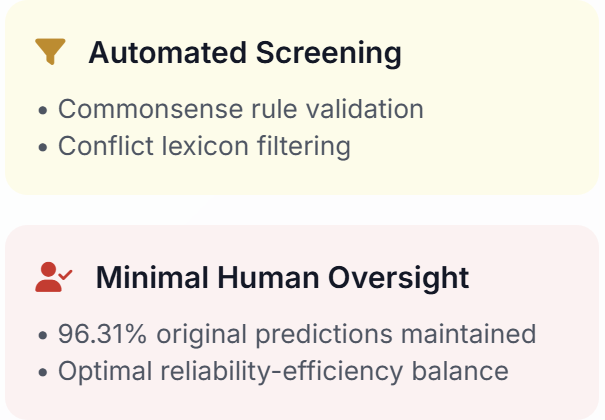 Automated Screening
• Commonsense rule validation
• Conflict lexicon filtering
Minimal Human Oversight
• 96.31% original predictions maintained
• Optimal reliability-efficiency balance